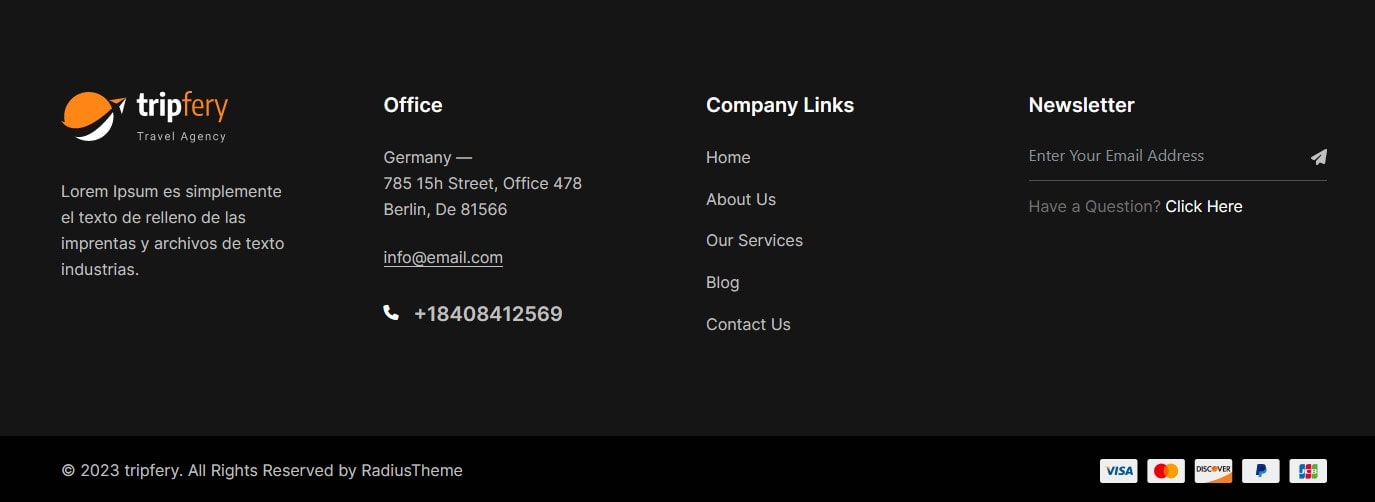 tripfery
Travel Agency
Lorem Ipsum es simplemente
el texto de relleno de las
imprentas y archivos de texto
industrias.
Office
Germany —
785 15h Street, Office 478
Berlin, De 81566
info@email.com
+18408412569
Company Links
Home
About Us
Our Services
Blog
Contact Us
Newsletter
Enter Your Email Address
Have a Question? Click Here
© 2023 tripfery. All Rights Reserved by RadiusTheme
VISA
DISCOVER
JCB